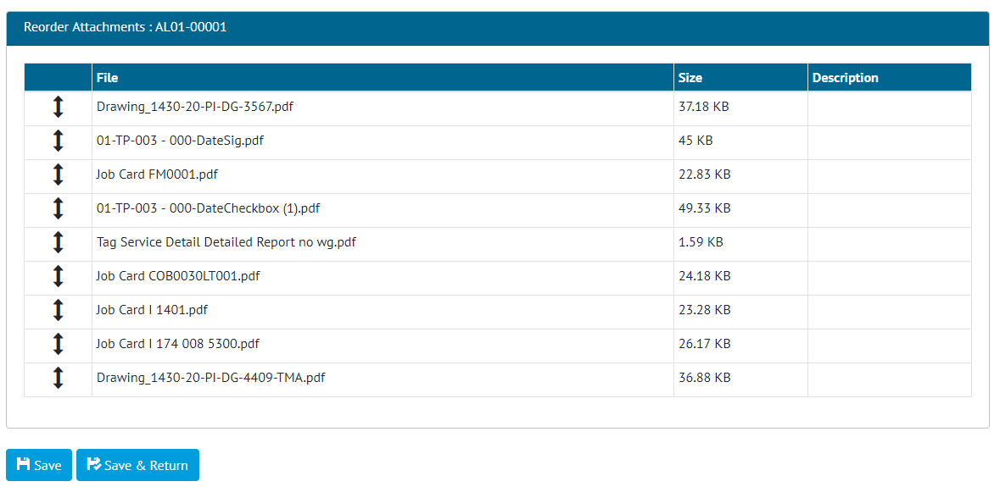 Reorder Attachments : AL01-00001
File Size Description
Drawing_1430-20-PI-DG-3567.pdf 37.18 KB
01-TP-003 - 000-DateSig.pdf 45 KB
Job Card FM0001.pdf 22.83 KB
01-TP-003 - 000-DateCheckbox (1).pdf 49.33 KB
Tag Service Detail Detailed Report no wg.pdf 1.59 KB
Job Card COB0030LT001.pdf 24.18 KB
Job Card I 1401.pdf 23.28 KB
Job Card I 174 008 5300.pdf 26.17 KB
Drawing_1430-20-PI-DG-4409-TMA.pdf 36.88 KB
Save Save & Return